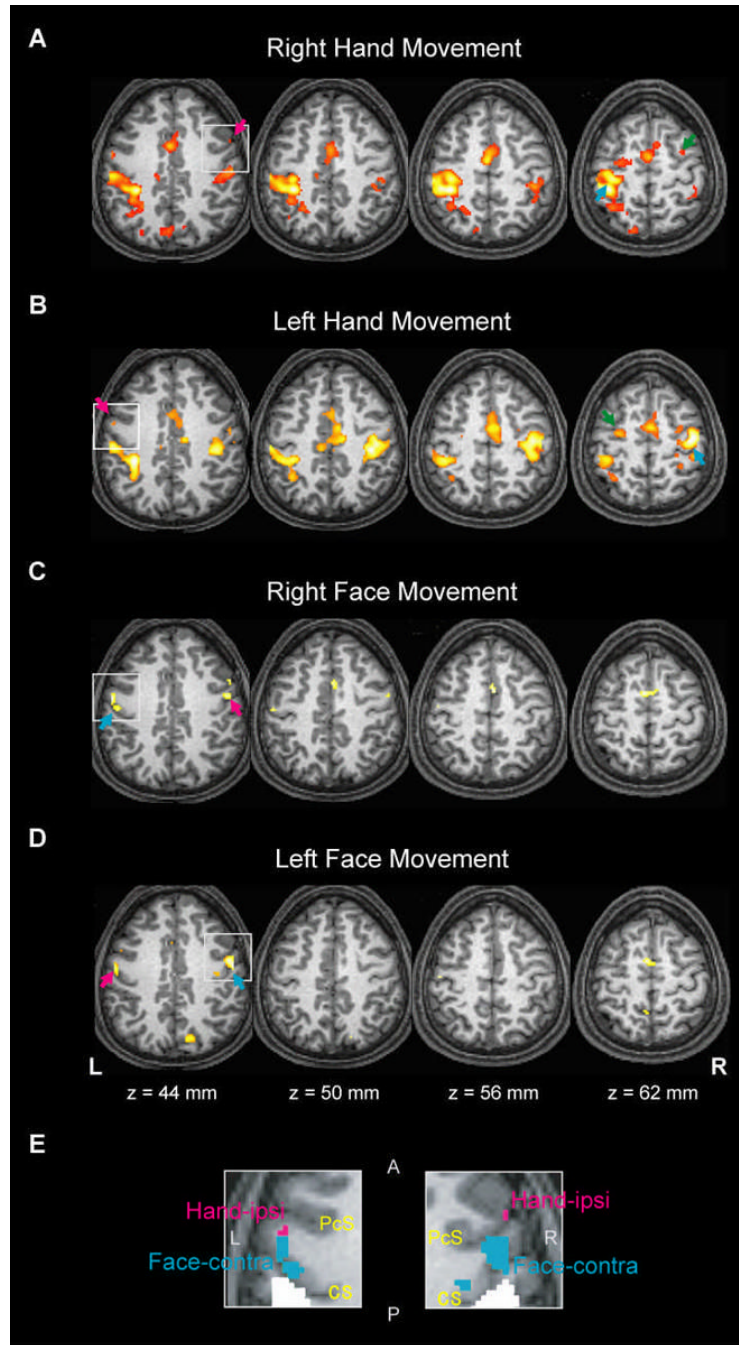 A
Right Hand Movement
B
Left Hand Movement
C
Right Face Movement
D
Left Face Movement
L
R
z = 44 mm
z = 50 mm
z = 56 mm
z = 62 mm
E
A
Hand-ipsi
PcS
L
Face-contra
CS
Hand-ipsi
PcS
R
Face-contra
CS
P